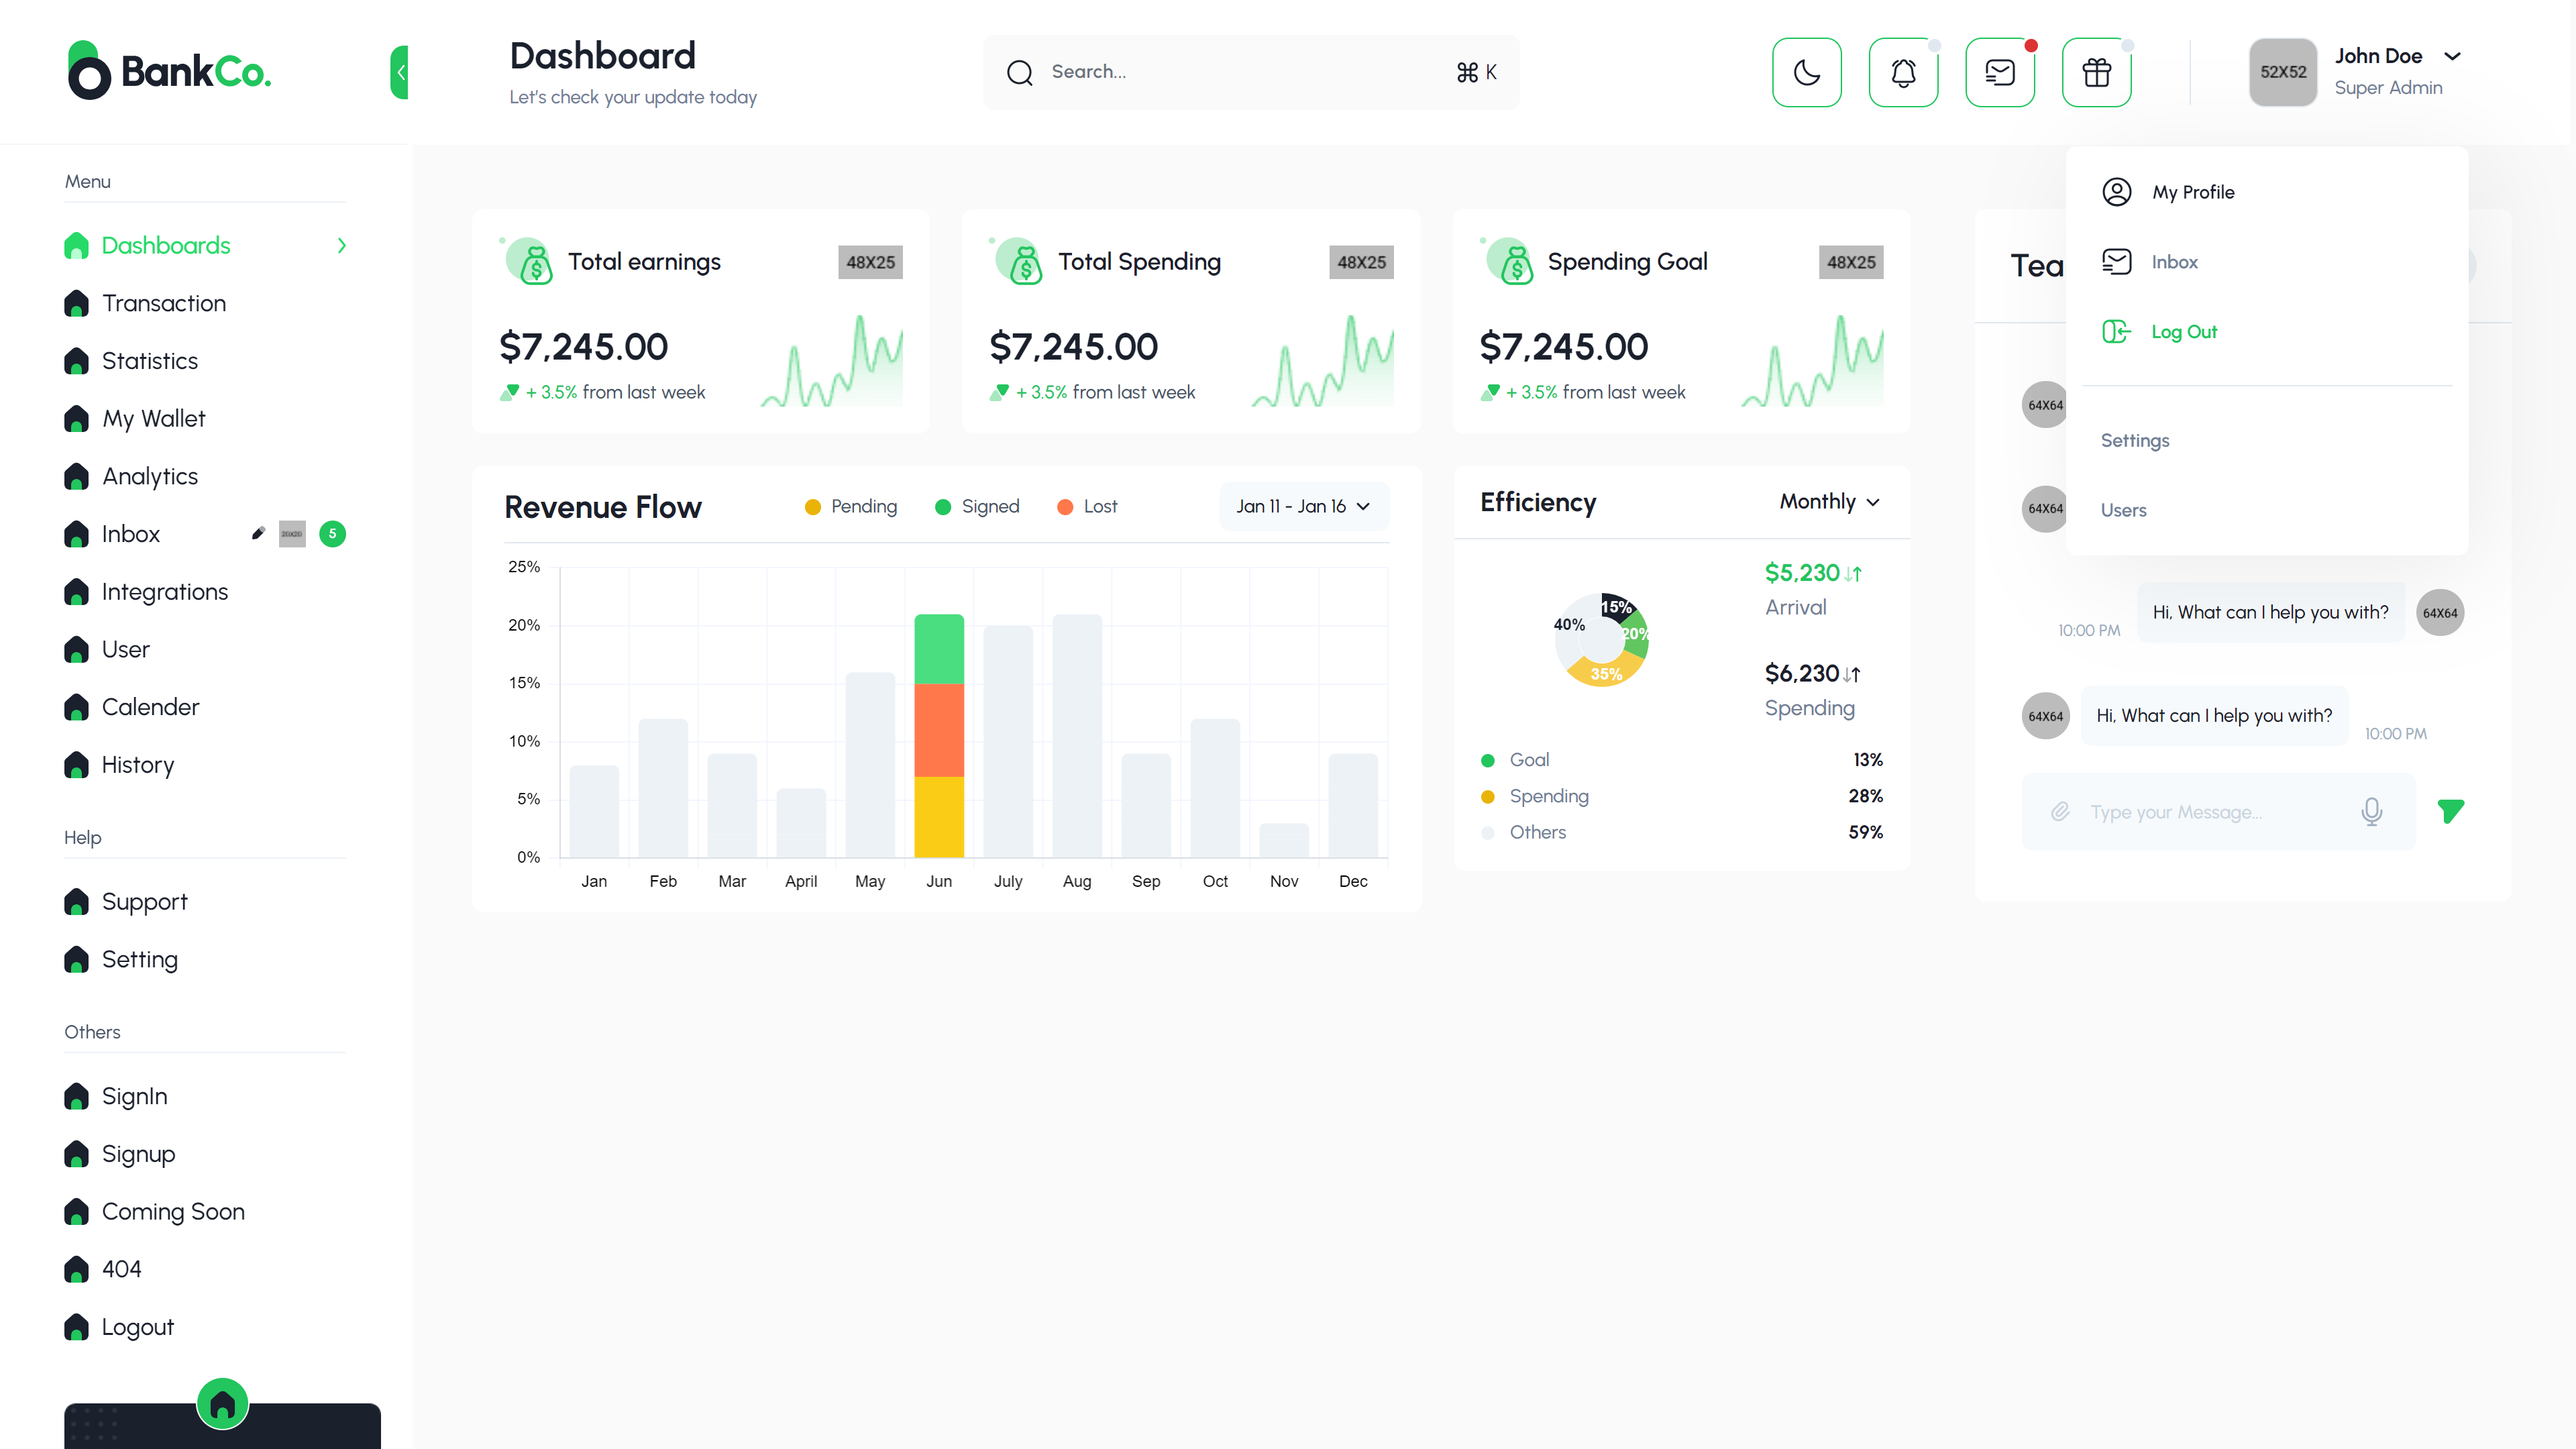 BankCo.
Dashboard
Let's check your update today
Search...
⌘ K
52X52
John Doe
Super Admin
Menu
Dashboards
Transaction
Statistics
My Wallet
Analytics
Inbox
20X20
5
Integrations
User
Calender
History
Help
Support
Setting
Others
SignIn
Signup
Coming Soon
404
Logout
Total earnings
48X25
$7,245.00
+ 3.5% from last week
Total Spending
48X25
$7,245.00
+ 3.5% from last week
Spending Goal
48X25
$7,245.00
+ 3.5% from last week
Revenue Flow
Pending
Signed
Lost
Jan 11 - Jan 16
25%
20%
15%
10%
5%
0%
Jan
Feb
Mar
April
May
Jun
July
Aug
Sep
Oct
Nov
Dec
Efficiency
Monthly
15%
20%
35%
40%
$5,230
Arrival
$6,230
Spending
Goal
13%
Spending
28%
Others
59%
Tea
My Profile
Inbox
Log Out
Settings
Users
64X64
64X64
Hi, What can I help you with?
64X64
10:00 PM
64X64
Hi, What can I help you with?
10:00 PM
Type your Message...